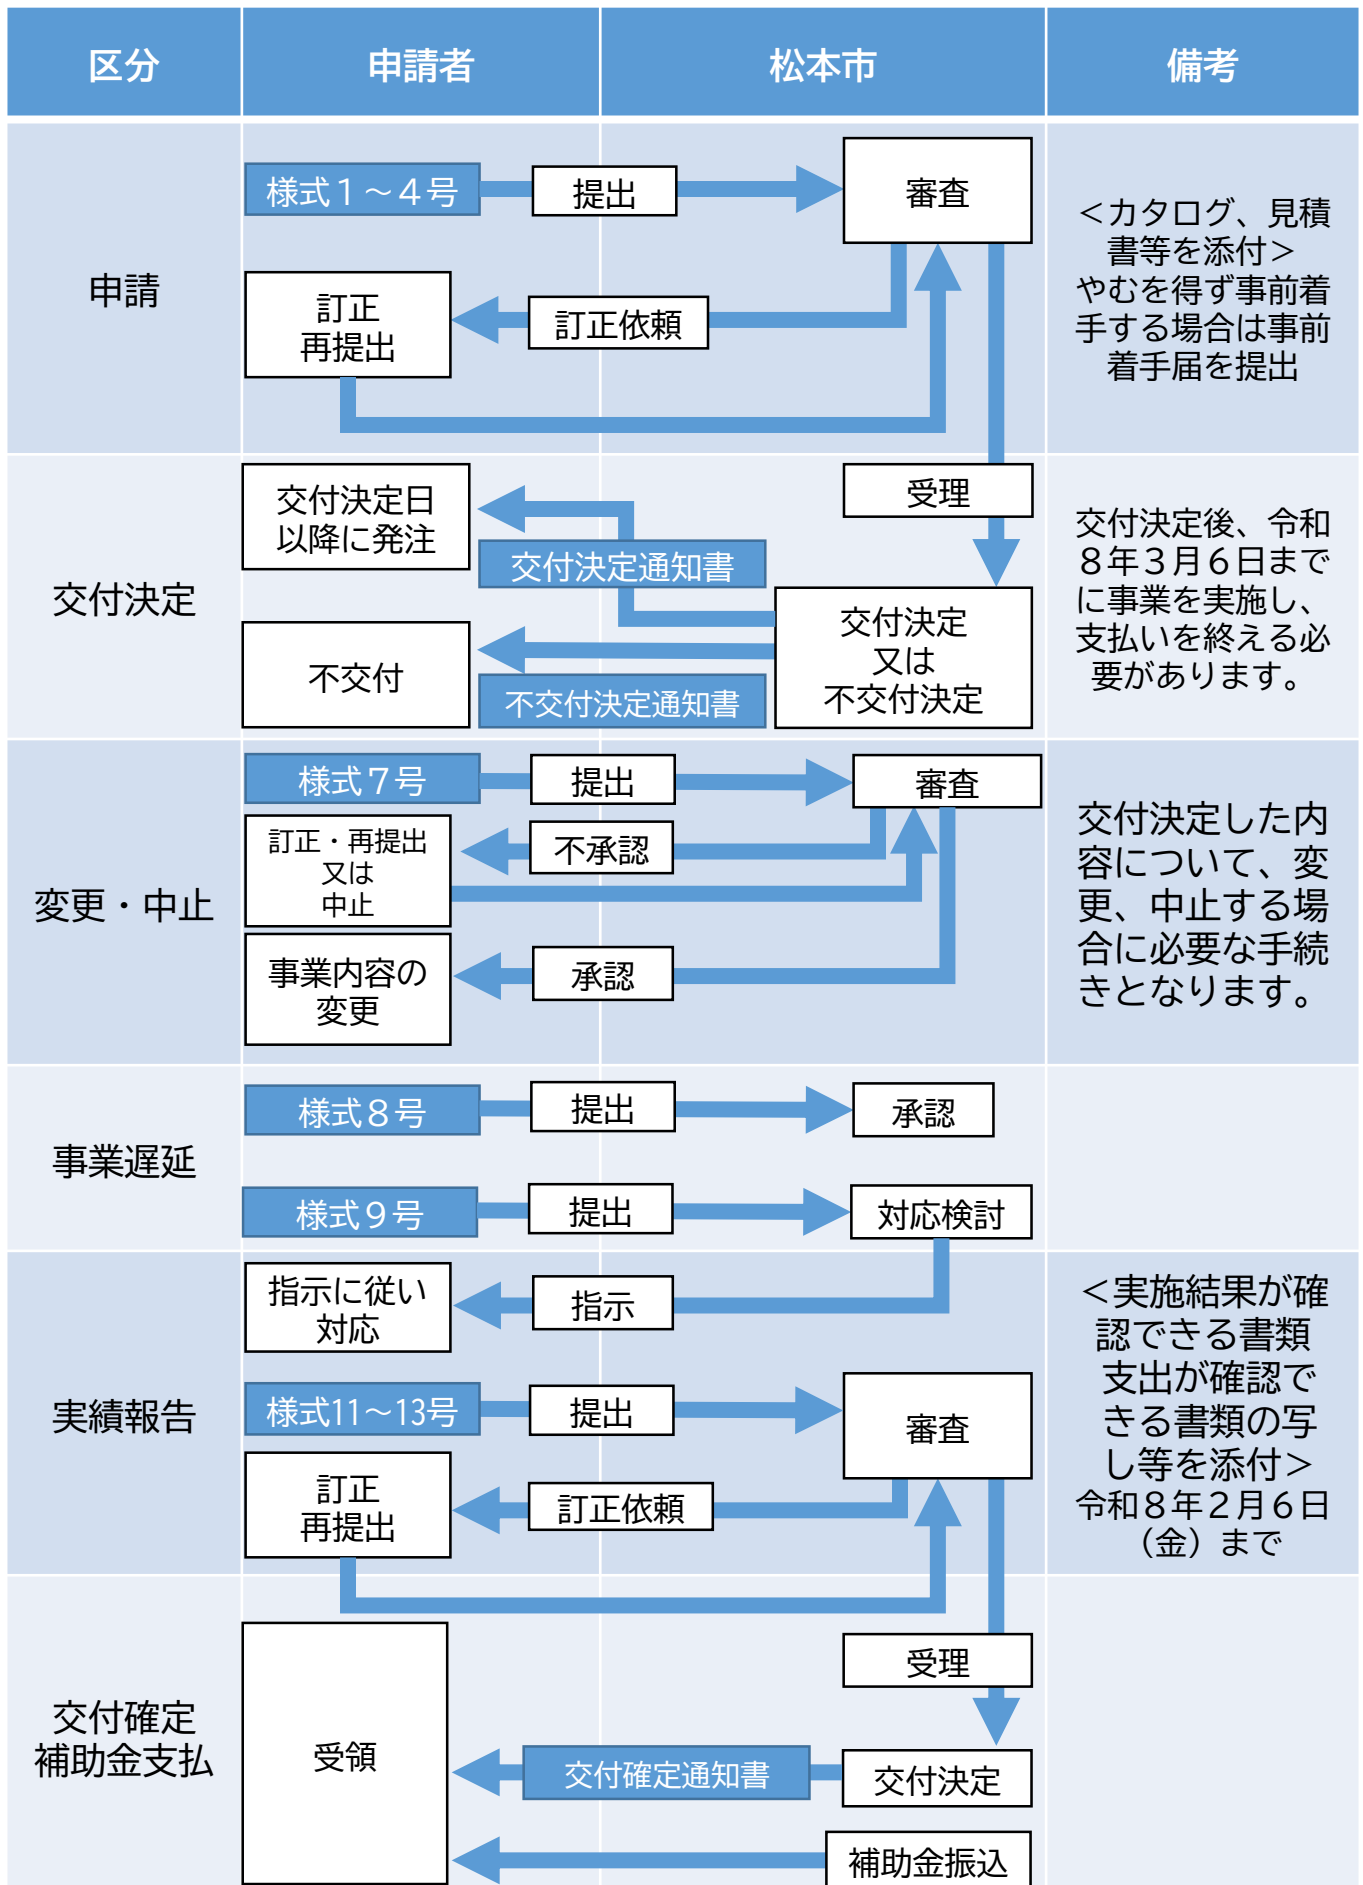 区分
申請者
松本市
備考
申請
様式１～４号
提出
審査
訂正
再提出
訂正依頼
＜カタログ、見積
書等を添付＞
やむを得ず事前着
手する場合は事前
着手届を提出
交付決定
受理
交付決定日
以降に発注
交付決定通知書
不交付
不交付決定通知書
交付決定
又は
不交付決定
交付決定後、令和
８年３月６日まで
に事業を実施し、
支払いを終える必
要があります。
変更・中止
様式７号
提出
審査
訂正・再提出
又は
中止
不承認
事業内容の
変更
承認
交付決定した内
容について、変
更、中止する場
合に必要な手続
きとなります。
事業遅延
様式８号
提出
承認
様式９号
提出
対応検討
実績報告
指示に従い
対応
指示
様式11～13号
提出
審査
訂正
再提出
訂正依頼
＜実施結果が確
認できる書類
支出が確認で
きる書類の写
し等を添付＞
令和８年２月６日
（金）まで
交付確定
補助金支払
受領
受理
交付確定通知書
交付決定
補助金振込